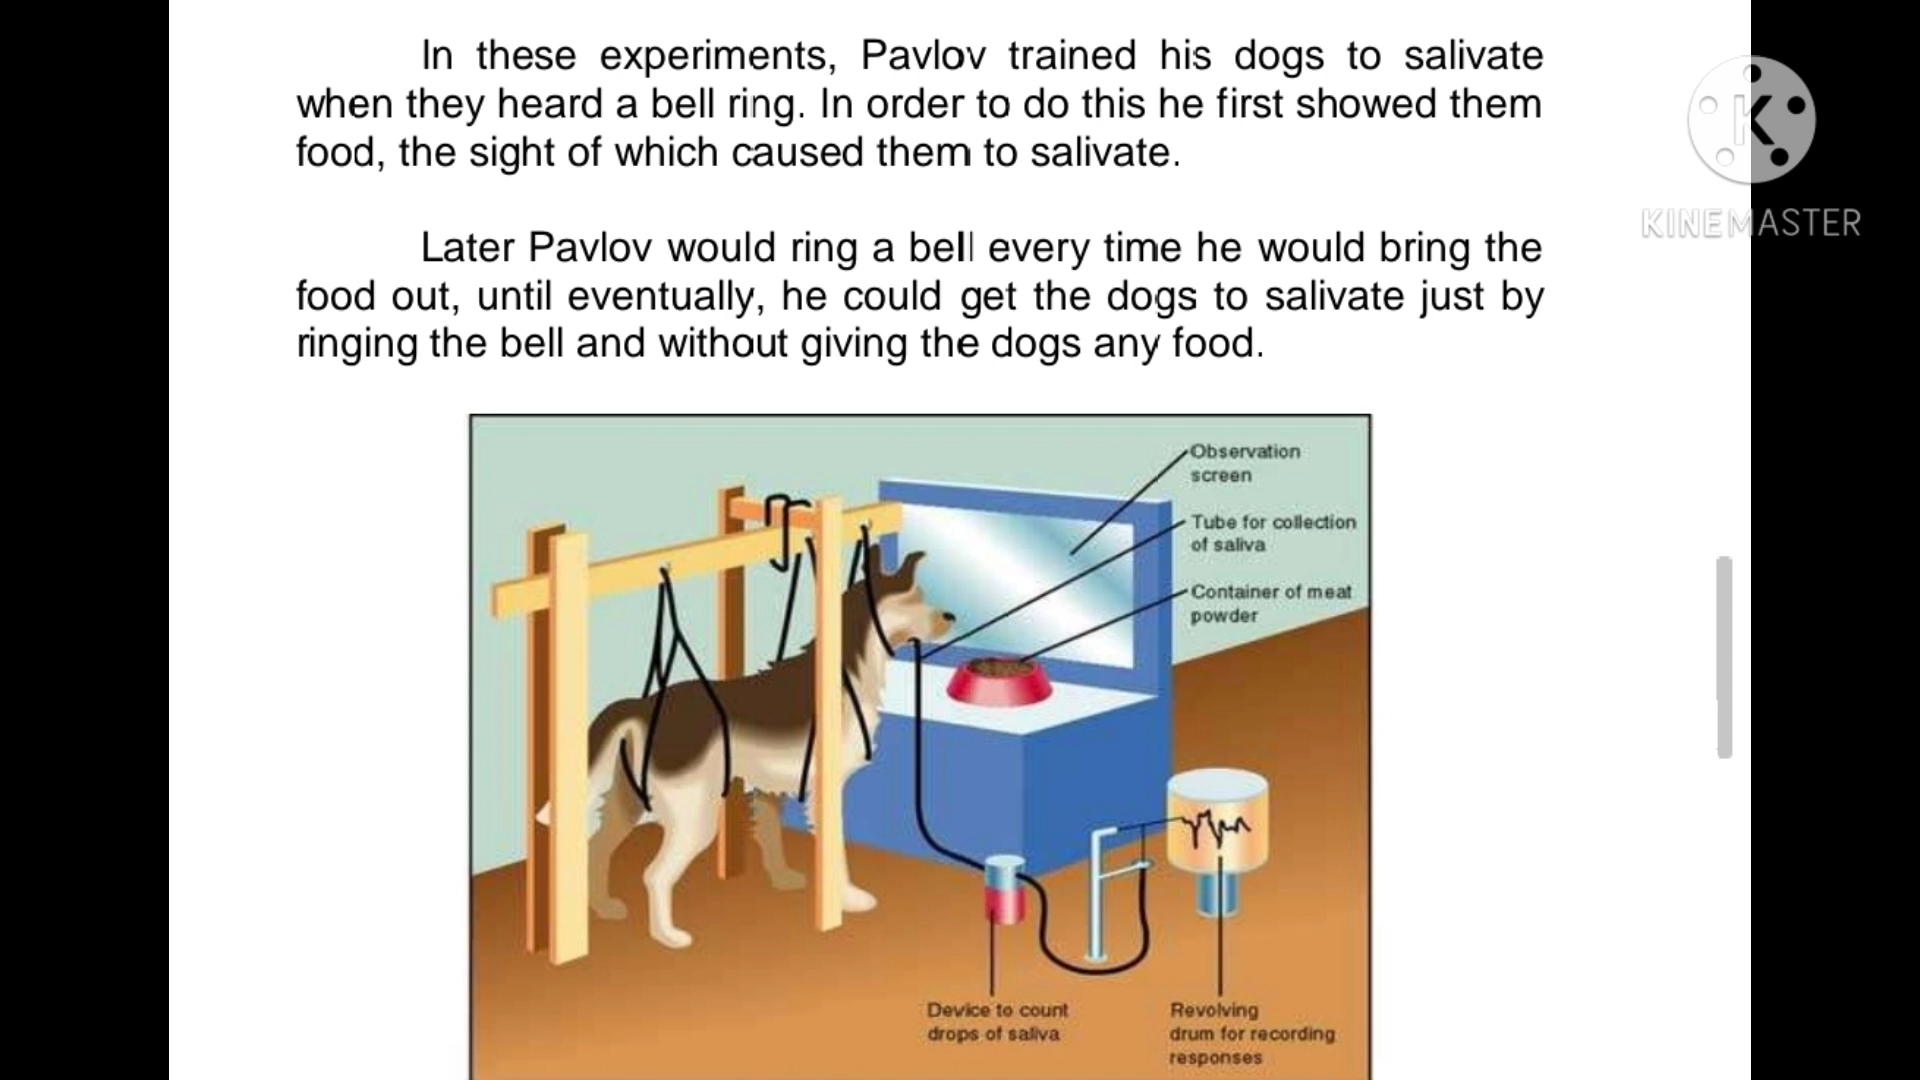 In these experiments, Pavlov trained his dogs to salivate
when they heard a bell ring. In order to do this he first showed them
food, the sight of which caused them to salivate.
Later Pavlov would ring a bell every time he would bring the
food out, until eventually, he could get the dogs to salivate just by
ringing the bell and without giving the dogs any food.
K
KINEMASTER
Observation
screen
Tube for collection
of saliva
Container of meat
powder
Device to count
drops of saliva
Revolving
drum for recording
responses